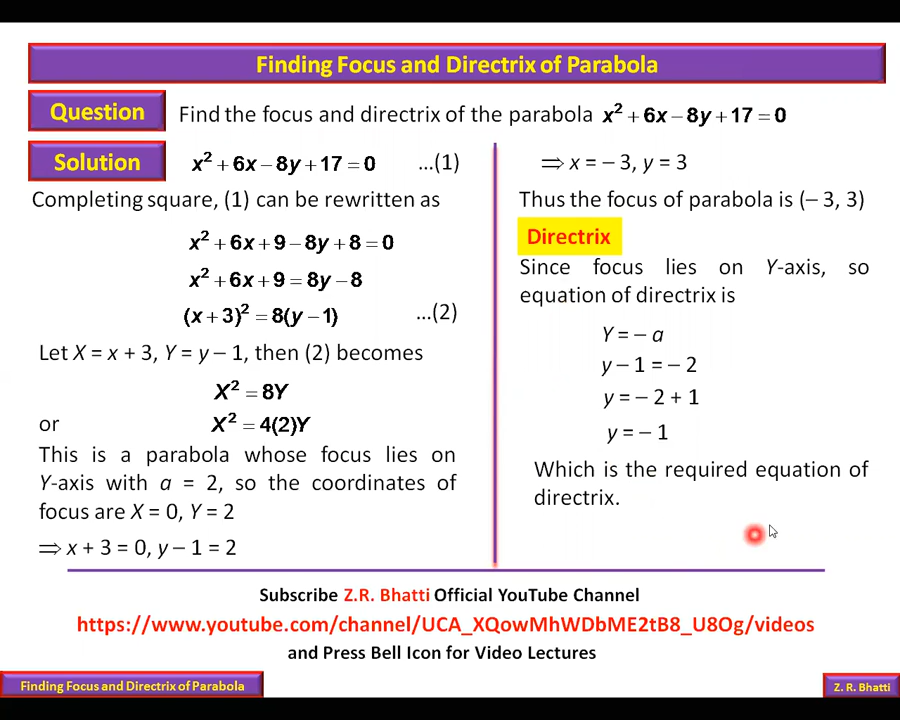 Finding Focus and Directrix of Parabola
Question
Find the focus and directrix of the parabola x² + 6x – 8y + 17 = 0
Solution
x² + 6x – 8y + 17 = 0 ...(1)
Completing square, (1) can be rewritten as
x² + 6x + 9 – 8y + 8 = 0
x² + 6x + 9 = 8y – 8
(x + 3)² = 8(y – 1) ...(2)
Let X = x + 3, Y = y – 1, then (2) becomes
X² = 8Y
or X² = 4(2)Y
This is a parabola whose focus lies on
Y-axis with a = 2, so the coordinates of
focus are X = 0, Y = 2
⇒ x + 3 = 0, y – 1 = 2
⇒ x = – 3, y = 3
Thus the focus of parabola is (– 3, 3)
Directrix
Since focus lies on Y-axis, so
equation of directrix is
Y = – a
y – 1 = – 2
y = – 2 + 1
y = – 1
Which is the required equation of
directrix.
Subscribe Z.R. Bhatti Official YouTube Channel
https://www.youtube.com/channel/UCA_XQowMhWDbME2tB8_U8Og/videos
and Press Bell Icon for Video Lectures
Finding Focus and Directrix of Parabola
Z. R. Bhatti